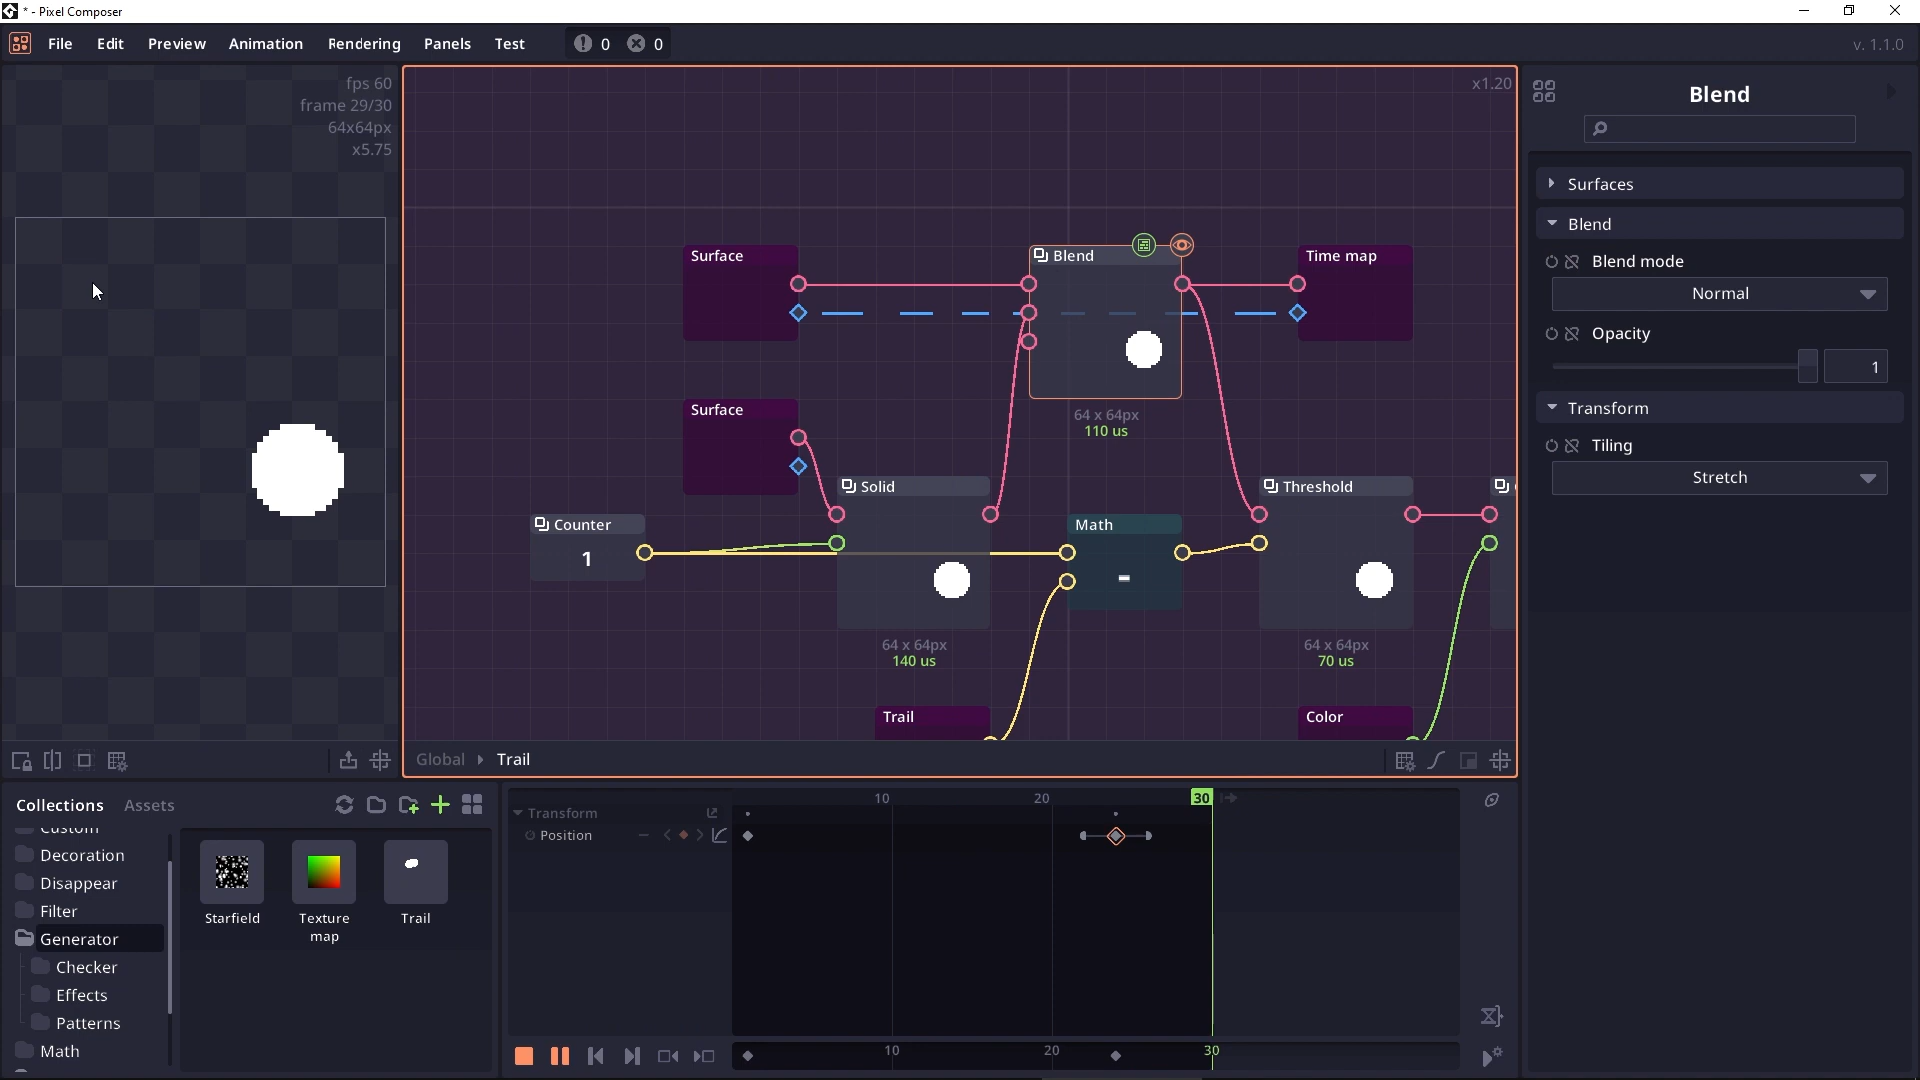 * - Pixel Composer
File Edit Preview Animation Rendering Panels Test 0 0 v. 1.1.0
fps 60
frame 29/30
64x64px
x5.75
x1.20
Surface
Blend
Time map
64 x 64px
110 us
Surface
Solid
Threshold
Counter
1
Math
-
64 x 64px
140 us
64 x 64px
70 us
Trail
Color
Global Trail
Blend
Surfaces
Blend
Blend mode
Normal
Opacity
1
Transform
Tiling
Stretch
Collections Assets
Custom
Decoration
Disappear
Filter
Generator
Checker
Effects
Patterns
Math
Starfield
Texture
map
Trail
10 20 30
Transform
Position
10 20 30